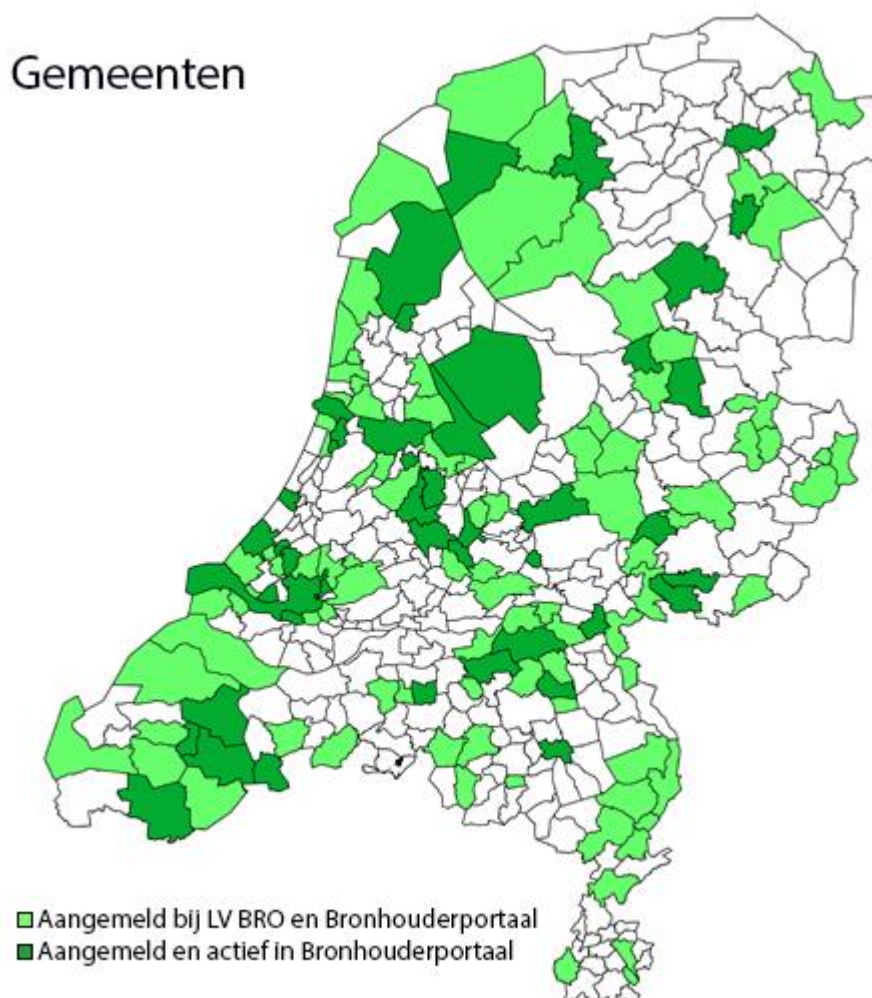 Gemeenten
Aangemeld bij LV BRO en Bronhouderportaal
Aangemeld en actief in Bronhouderportaal